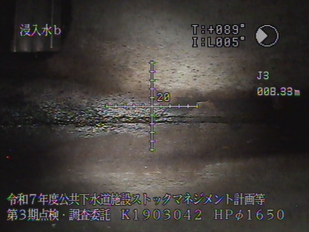 浸入水b
T:+089°
I:L005°
J3
008.33m
20
令和7年度公共下水道施設ストックマネジメント計画等
第3期点検・調査委託 K1903042 HPφ1650